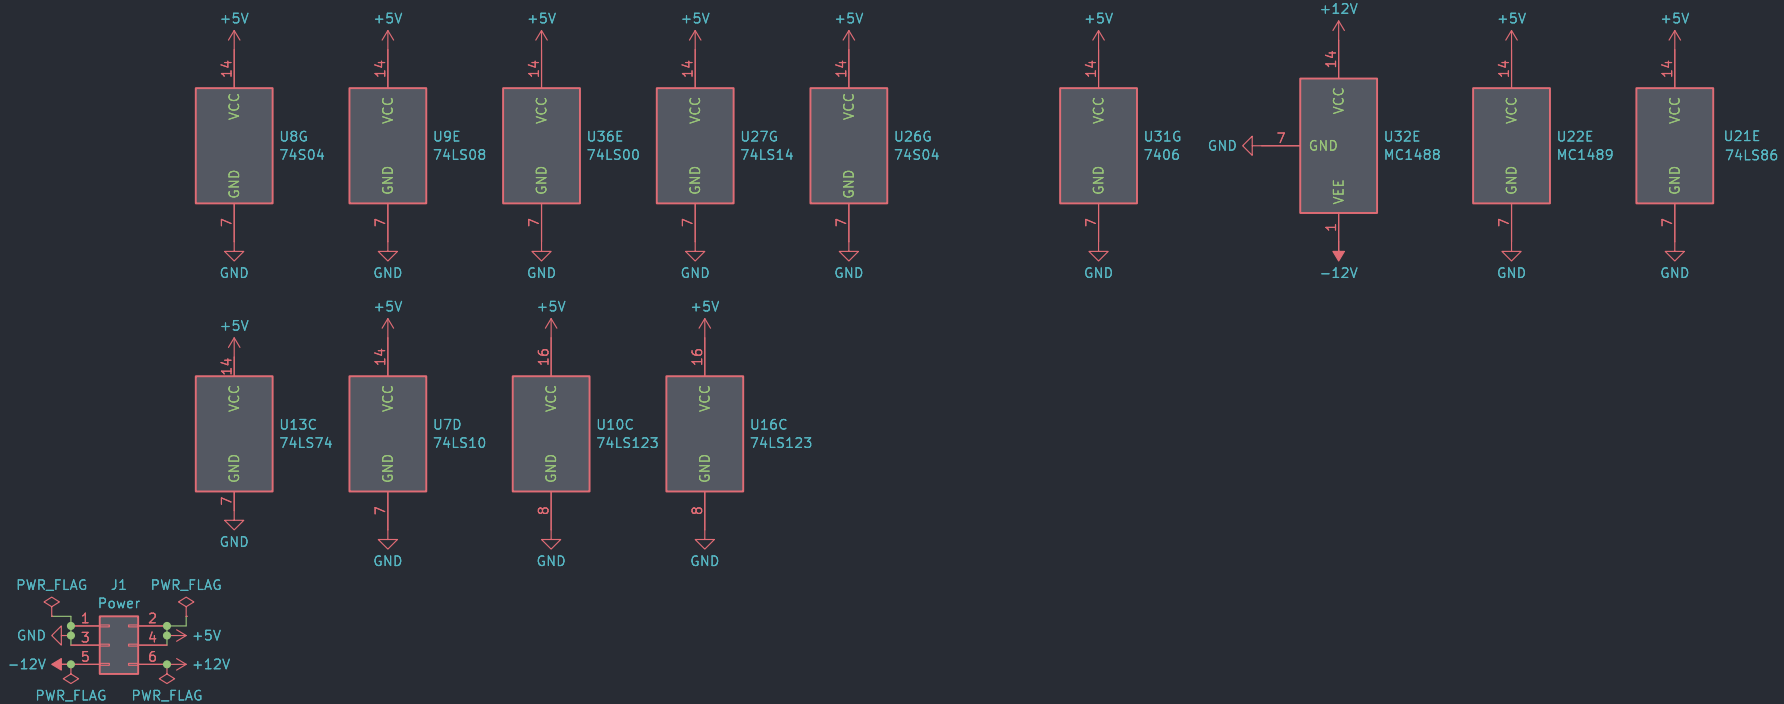 +5V
14
VCC
GND
7
GND
U8G
74S04
+5V
14
VCC
GND
7
GND
U9E
74LS08
+5V
14
VCC
GND
7
GND
U36E
74LS00
+5V
14
VCC
GND
7
GND
U27G
74LS14
+5V
14
VCC
GND
7
GND
U26G
74S04
+5V
14
VCC
GND
7
GND
U31G
7406
+12V
14
VCC
GND
7
GND
VEE
1
-12V
U32E
MC1488
+5V
14
VCC
GND
7
GND
U22E
MC1489
+5V
14
VCC
GND
7
GND
U21E
74LS86
+5V
14
VCC
GND
7
GND
U13C
74LS74
+5V
14
VCC
GND
7
GND
U7D
74LS10
+5V
16
VCC
GND
8
GND
U10C
74LS123
+5V
16
VCC
GND
8
GND
U16C
74LS123
PWR_FLAG
J1
PWR_FLAG
Power
1
2
GND
3
4
+5V
-12V
5
6
+12V
PWR_FLAG
PWR_FLAG